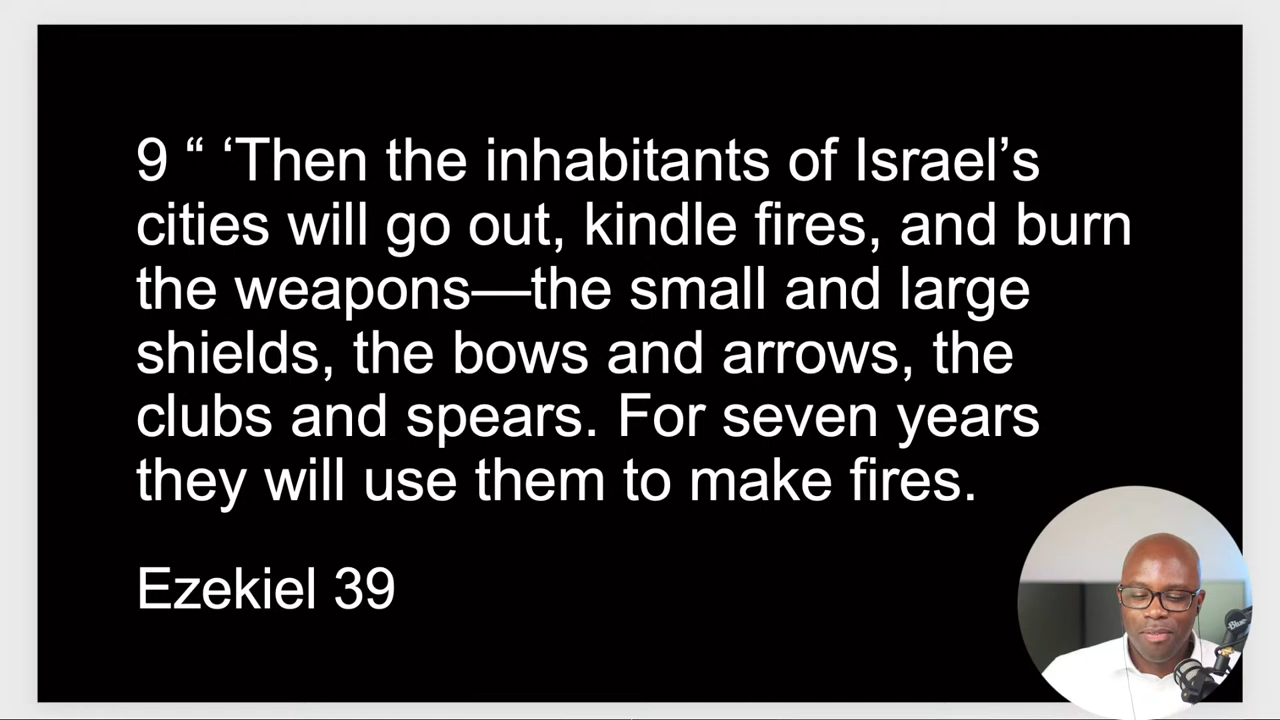 9 “ ‘Then the inhabitants of Israel’s
cities will go out, kindle fires, and burn
the weapons—the small and large
shields, the bows and arrows, the
clubs and spears. For seven years
they will use them to make fires.
Ezekiel 39
Blue